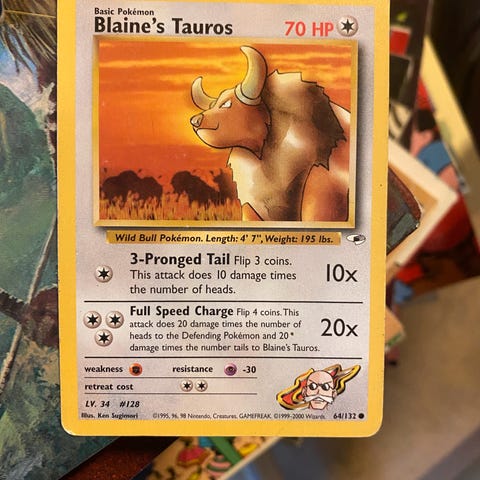 Basic Pokémon
Blaine's Tauros 70 HP
Wild Bull Pokémon. Length: 4' 7", Weight: 195 lbs.
3-Pronged Tail Flip 3 coins.
This attack does 10 damage times
the number of heads.
10x
Full Speed Charge Flip 4 coins. This
attack does 20 damage times the number of
heads to the Defending Pokémon and 20
damage times the number tails to Blaine's Tauros.
20x
weakness resistance -30
retreat cost
LV. 34 #128
Illus. Ken Sugimori ©1995, 96, 98 Nintendo, Creatures, GAMEFREAK. ©1999-2000 Wizards. 64/132